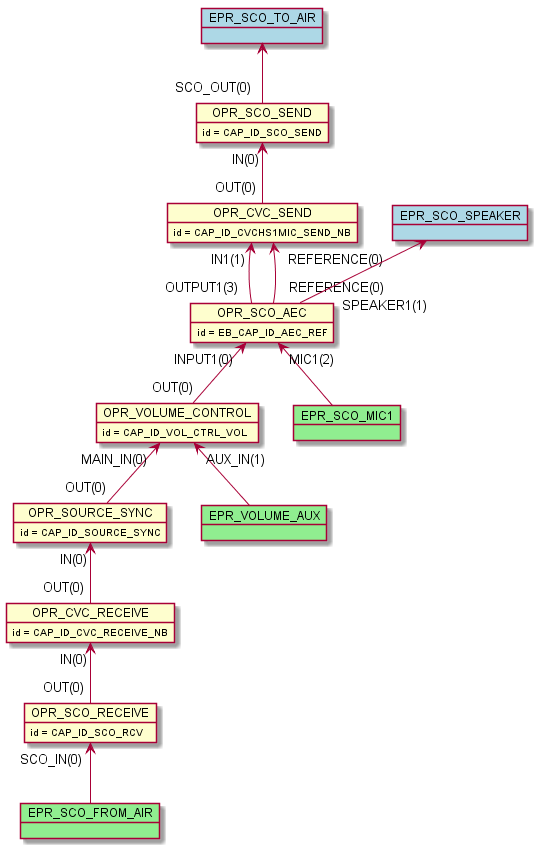 EPR_SCO_TO_AIR
SCO_OUT(0)
OPR_SCO_SEND
id = CAP_ID_SCO_SEND
IN(0)
OUT(0)
OPR_CVC_SEND
id = CAP_ID_CVCHS1MIC_SEND_NB
EPR_SCO_SPEAKER
IN1(1)
REFERENCE(0)
OUTPUT1(3)
REFERENCE(0)
SPEAKER1(1)
OPR_SCO_AEC
id = EB_CAP_ID_AEC_REF
INPUT1(0)
MIC1(2)
OUT(0)
OPR_VOLUME_CONTROL
id = CAP_ID_VOL_CTRL_VOL
EPR_SCO_MIC1
MAIN_IN(0)
AUX_IN(1)
OUT(0)
OPR_SOURCE_SYNC
id = CAP_ID_SOURCE_SYNC
EPR_VOLUME_AUX
IN(0)
OUT(0)
OPR_CVC_RECEIVE
id = CAP_ID_CVC_RECEIVE_NB
IN(0)
OUT(0)
OPR_SCO_RECEIVE
id = CAP_ID_SCO_RCV
SCO_IN(0)
EPR_SCO_FROM_AIR